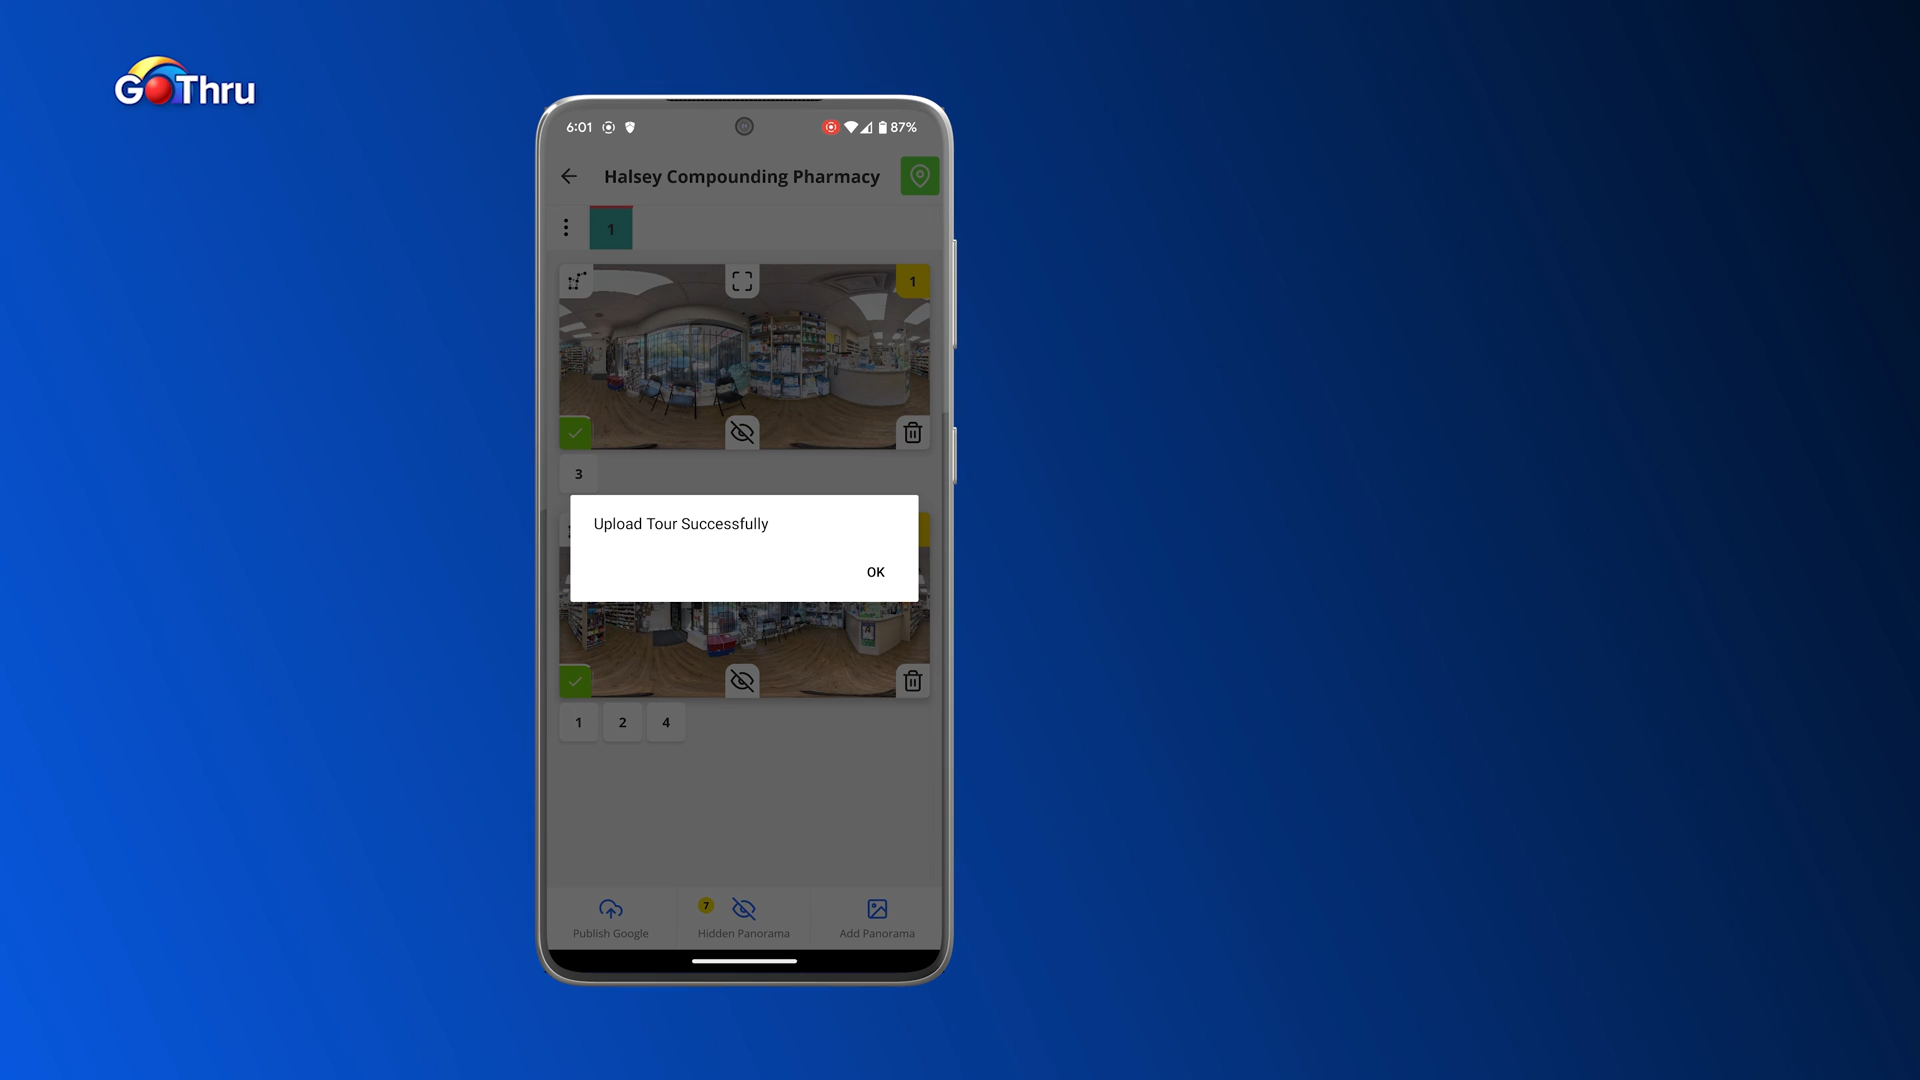 GoThru
6:01
87%
Halsey Compounding Pharmacy
1
1
3
Upload Tour Successfully
OK
1 2 4
7
Publish Google
Hidden Panorama
Add Panorama